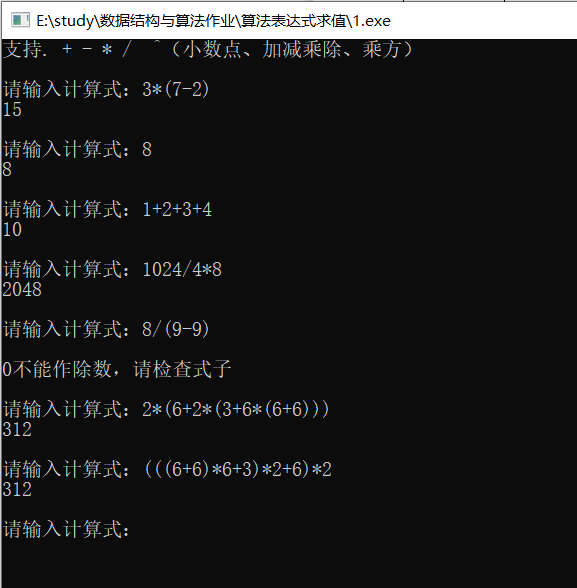 E:\study\数据结构与算法作业\算法表达式求值\1.exe
支持. + - * / ^（小数点、加减乘除、乘方）
请输入计算式：3*(7-2)
15
请输入计算式：8
8
请输入计算式：1+2+3+4
10
请输入计算式：1024/4*8
2048
请输入计算式：8/(9-9)
0不能作除数，请检查式子
请输入计算式：2*(6+2*(3+6*(6+6)))
312
请输入计算式：(((6+6)*6+3)*2+6)*2
312
请输入计算式：